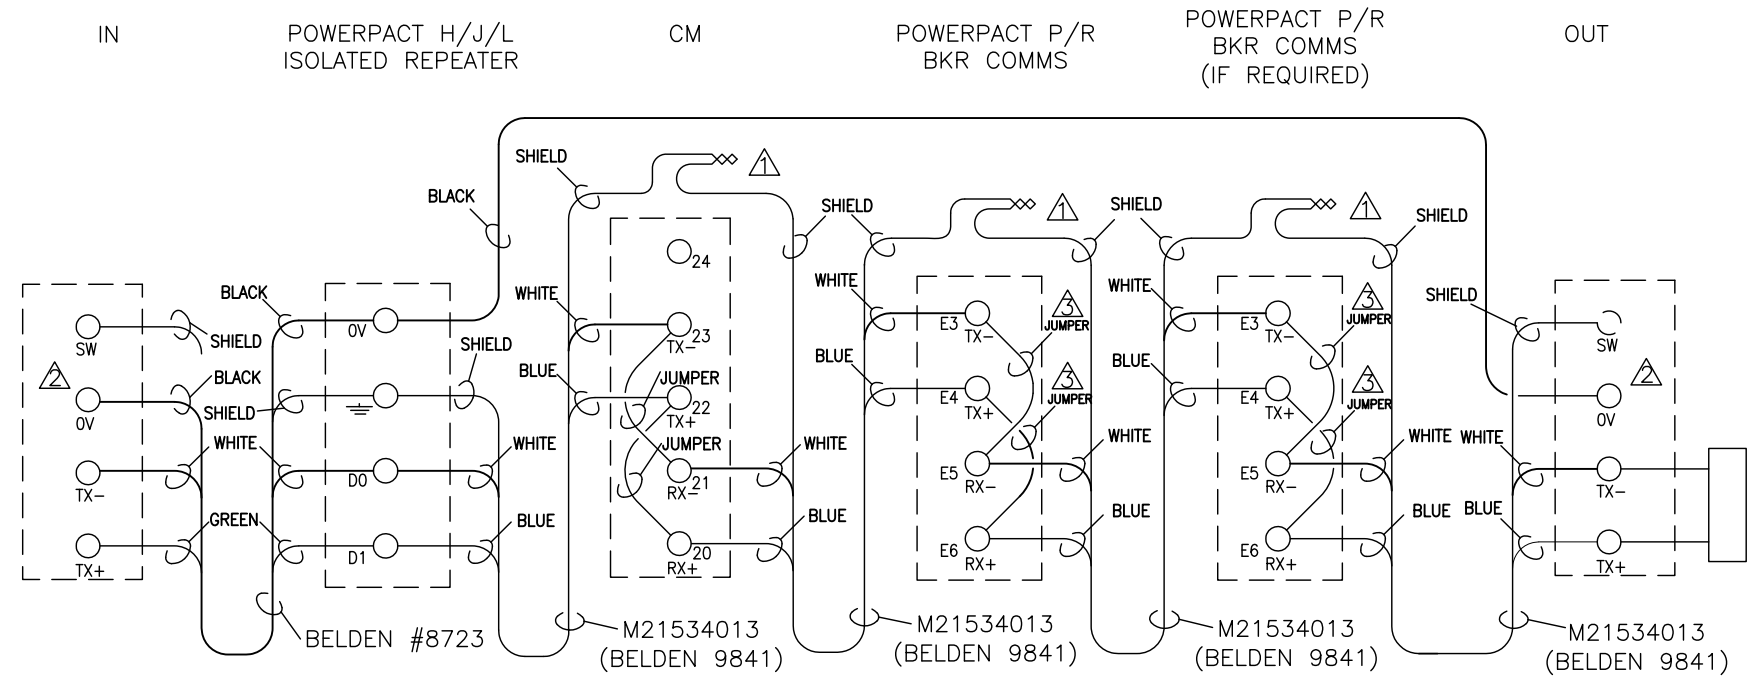 IN
POWERPACT H/J/L
ISOLATED REPEATER
CM
POWERPACT P/R
BKR COMMS
POWERPACT P/R
BKR COMMS
(IF REQUIRED)
OUT
SHIELD
1
BLACK
SHIELD
1
SHIELD
1
SHIELD
24
BLACK
WHITE
WHITE
3
JUMPER
WHITE
3
JUMPER
SHIELD
SW
SHIELD
0V
SHIELD
23
TX-
E3
TX-
E3
TX-
SW
2
BLACK
SHIELD
BLUE
JUMPER
22
TX+
BLUE
3
JUMPER
BLUE
3
JUMPER
2
0V
E4
TX+
E4
TX+
0V
WHITE
WHITE
JUMPER
WHITE
WHITE
WHITE
WHITE
TX-
D0
21
RX-
E5
RX-
E5
RX-
TX-
GREEN
BLUE
BLUE
BLUE
BLUE
BLUE
TX+
D1
20
RX+
E6
RX+
E6
RX+
TX+
BELDEN #8723
M21534013
(BELDEN 9841)
M21534013
(BELDEN 9841)
M21534013
(BELDEN 9841)
M21534013
(BELDEN 9841)